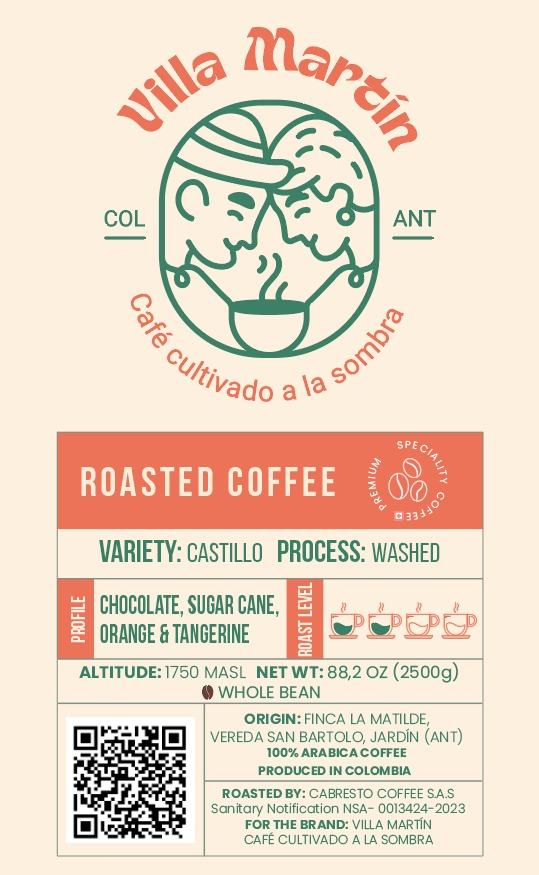 Villa Martín
COL
ANT
Café cultivado a la sombra
ROASTED COFFEE
PREMIUM SPECIALITY COFFEE
VARIETY: CASTILLO PROCESS: WASHED
PROFILE
CHOCOLATE, SUGAR CANE,
ORANGE & TANGERINE
ROAST LEVEL
ALTITUDE: 1750 MASL NET WT: 88,2 OZ (2500g)
WHOLE BEAN
ORIGIN: FINCA LA MATILDE,
VEREDA SAN BARTOLO, JARDÍN (ANT)
100% ARABICA COFFEE
PRODUCED IN COLOMBIA
ROASTED BY: CABRESTO COFFEE S.A.S
Sanitary Notification NSA- 0013424-2023
FOR THE BRAND: VILLA MARTÍN
CAFÉ CULTIVADO A LA SOMBRA